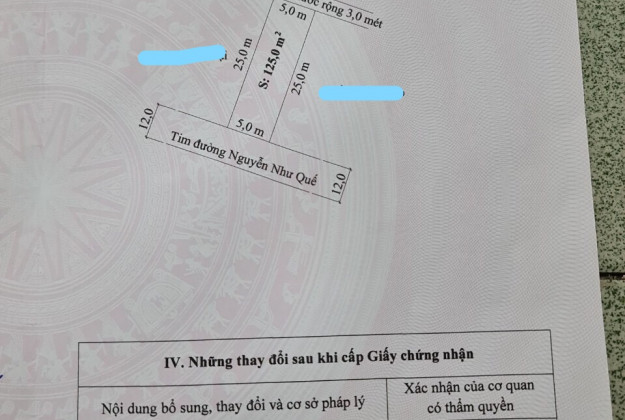 rộng 3,0 mét
5,0 m
25,0 m
S: 125,0 m²
25,0 m
5,0 m
12,0
Tim đường Nguyễn Như Quế
12,0
IV. Những thay đổi sau khi cấp Giấy chứng nhận
Nội dung bổ sung, thay đổi và cơ sở pháp lý
Xác nhận của cơ quan
có thẩm quyền